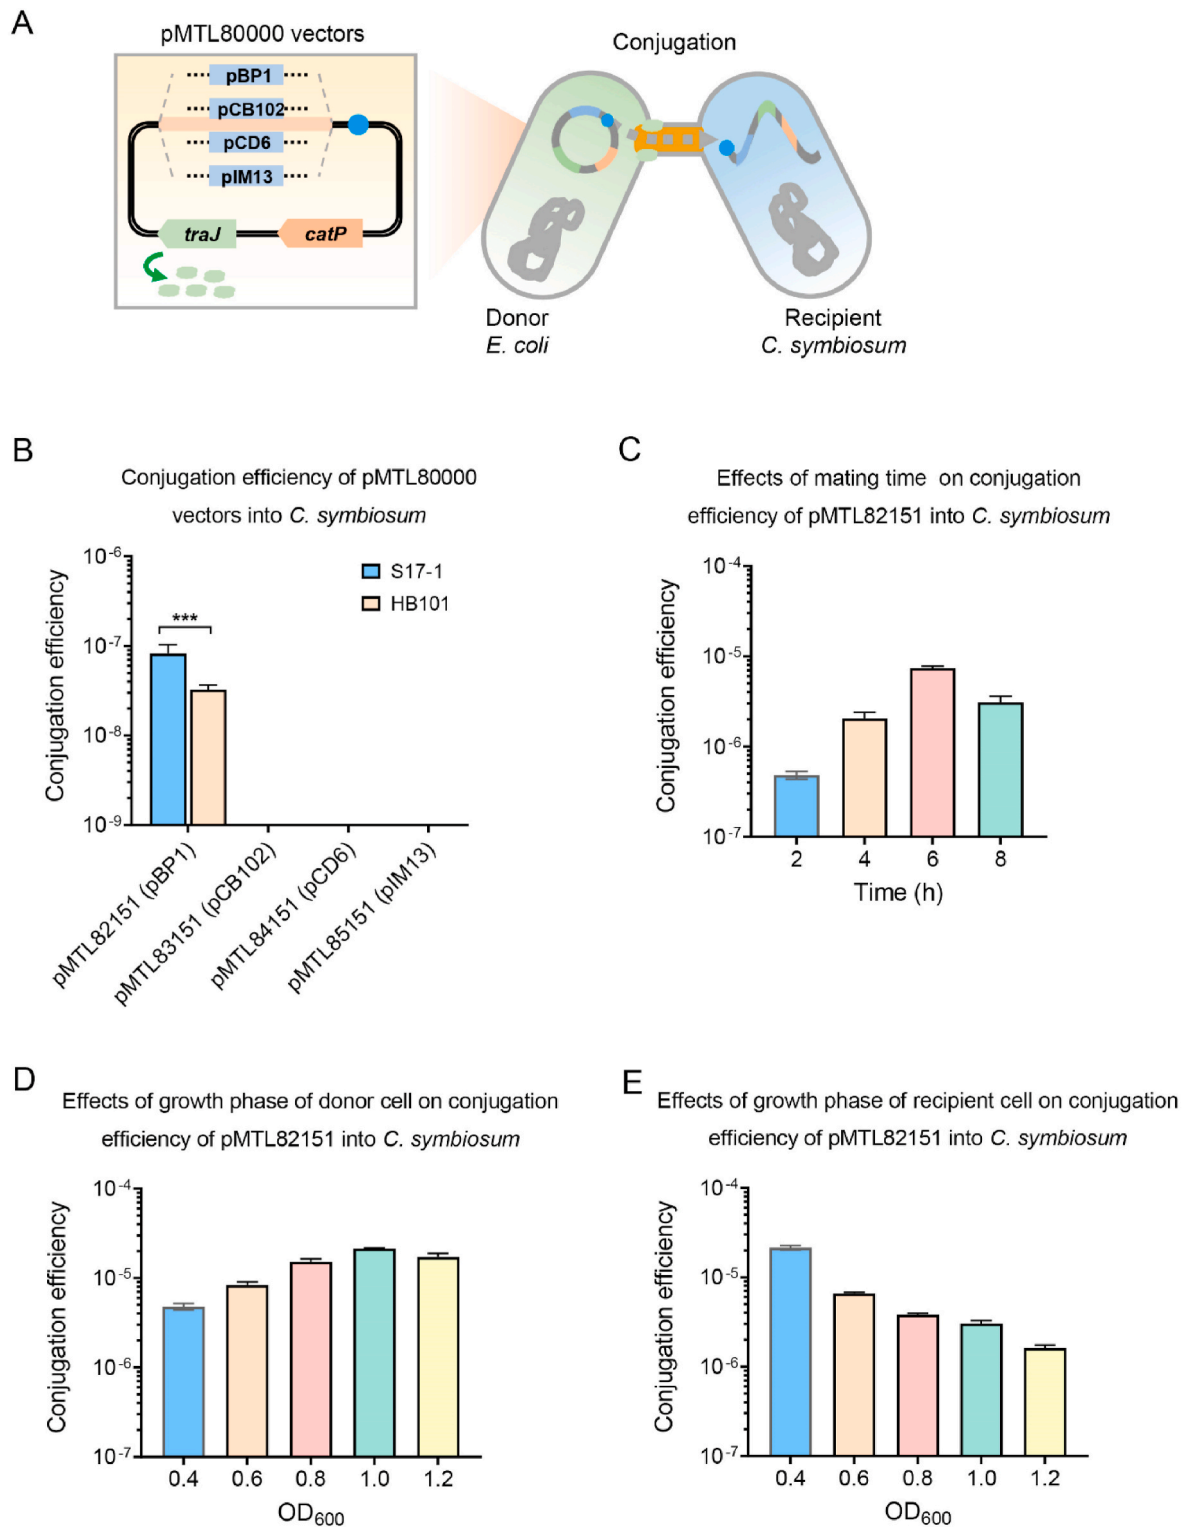 A
pMTL80000 vectors
pBP1
pCB102
pCD6
pIM13
traJ
catP
Conjugation
Donor
E. coli
Recipient
C. symbiosum
B
Conjugation efficiency of pMTL80000
vectors into C. symbiosum
Conjugation efficiency
10-6
10-7
10-8
10-9
S17-1
HB101
***
pMTL82151 (pBP1)
pMTL83151 (pCB102)
pMTL84151 (pCD6)
pMTL85151 (pIM13)
C
Effects of mating time on conjugation
efficiency of pMTL82151 into C. symbiosum
Conjugation efficiency
10-4
10-5
10-6
10-7
2 4 6 8
Time (h)
D
Effects of growth phase of donor cell on conjugation
efficiency of pMTL82151 into C. symbiosum
Conjugation efficiency
10-4
10-5
10-6
10-7
0.4 0.6 0.8 1.0 1.2
OD600
E
Effects of growth phase of recipient cell on conjugation
efficiency of pMTL82151 into C. symbiosum
Conjugation efficiency
10-4
10-5
10-6
10-7
0.4 0.6 0.8 1.0 1.2
OD600